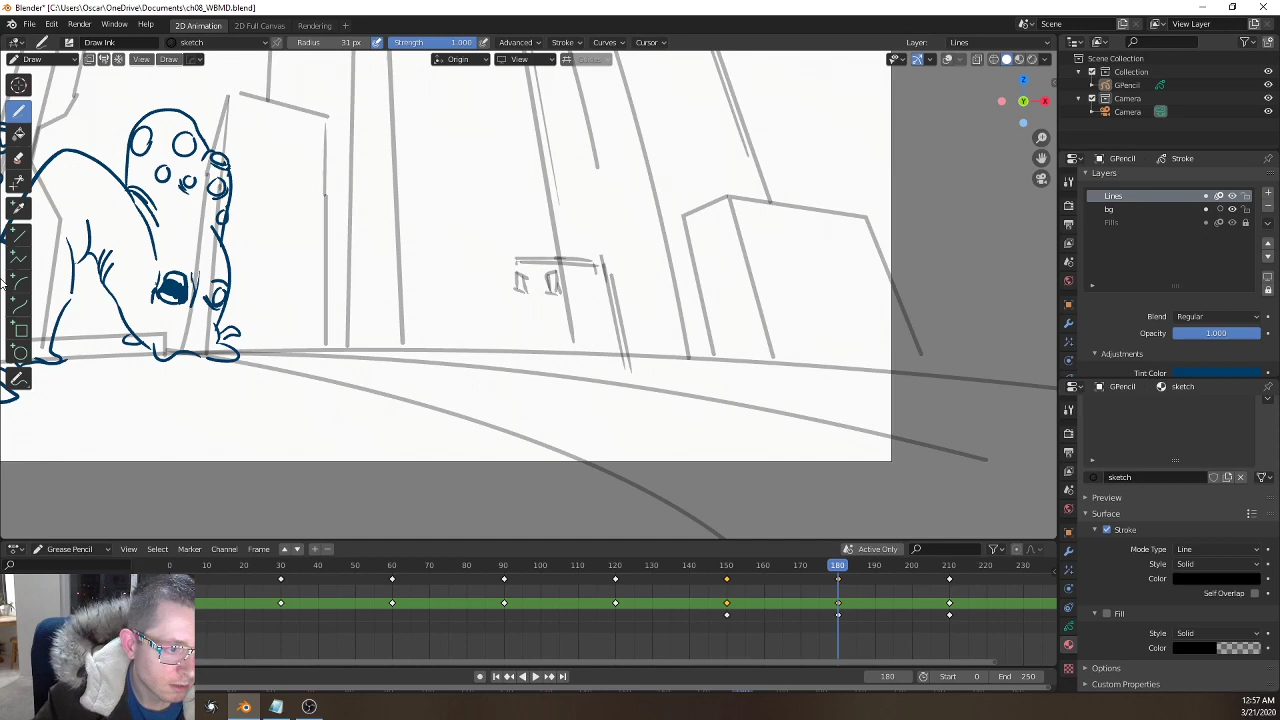 Blender* [C:\Users\Oscar\OneDrive\Documents\ch08_WBMD.blend]
File Edit Render Window Help 2D Animation 2D Full Canvas Rendering + Scene View Layer
Draw Ink sketch Radius 31 px Strength 1.000 Advanced Stroke Curves Cursor Layer: Lines
Draw View Draw Origin View Guides
Scene Collection
Collection
GPencil
Camera
Camera
GPencil Stroke
Layers
Lines
bg
Fills
Blend Regular
Opacity 1.000
Adjustments
Tint Color
GPencil sketch
sketch
Preview
Surface
Stroke
Mode Type Line
Style Solid
Color
Self Overlap
Fill
Style Solid
Color
Options
Custom Properties
Z
Y
X
Grease Pencil View Select Marker Channel Frame Active Only
0 30 40 50 60 70 80 90 100 110 120 130 140 150 160 170 180 190 200 210 220 230
180 Start 0 End 250
12:57 AM
3/21/2020